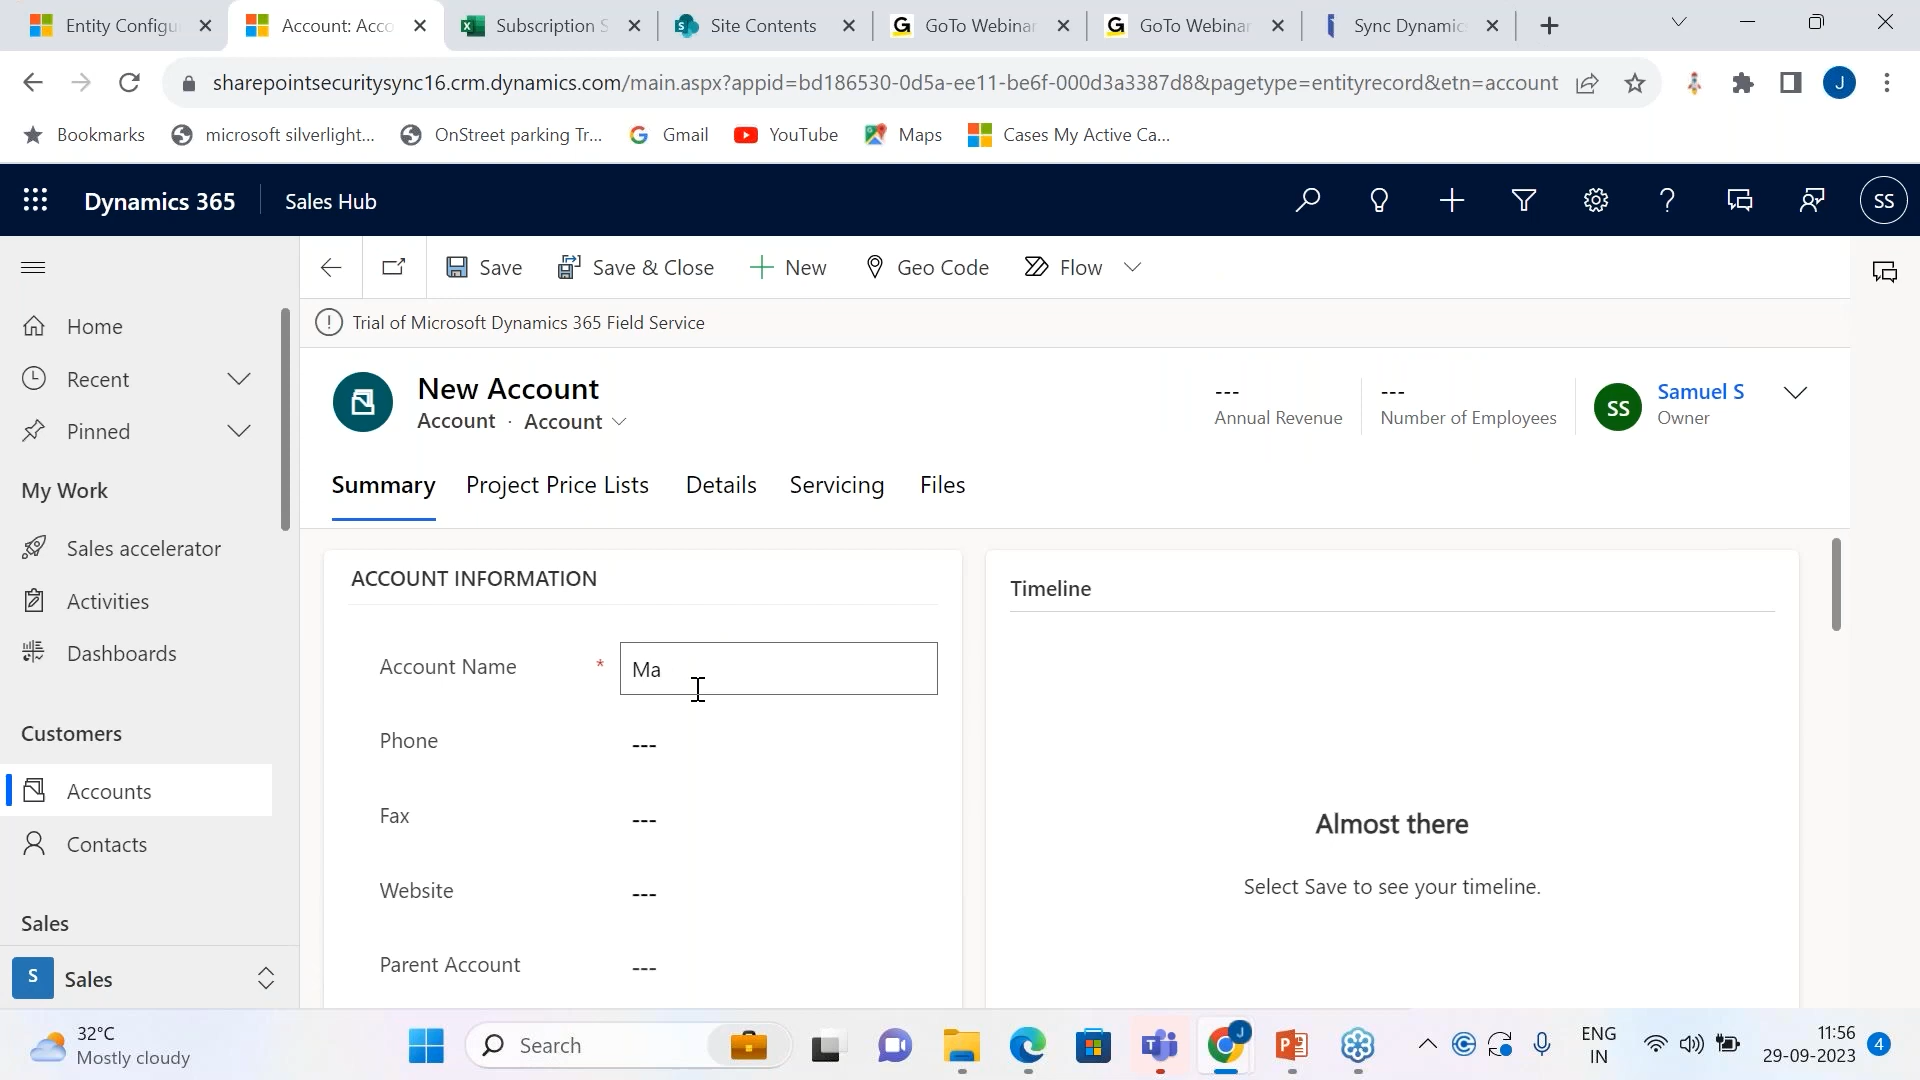 Entity Configu
Account: Acco
Subscription S
Site Contents
GoTo Webinar
GoTo Webinar
Sync Dynamic
sharepointsecuritysync16.crm.dynamics.com/main.aspx?appid=bd186530-0d5a-ee11-be6f-000d3a3387d8&pagetype=entityrecord&etn=account
J
Bookmarks
microsoft silverlight...
OnStreet parking Tr...
Gmail
YouTube
Maps
Cases My Active Ca...
Dynamics 365
Sales Hub
SS
Save
Save & Close
New
Geo Code
Flow
Trial of Microsoft Dynamics 365 Field Service
Home
Recent
Pinned
My Work
Sales accelerator
Activities
Dashboards
Customers
Accounts
Contacts
Sales
S Sales
New Account
Account · Account
---
Annual Revenue
---
Number of Employees
SS
Samuel S
Owner
Summary
Project Price Lists
Details
Servicing
Files
ACCOUNT INFORMATION
Account Name * Ma
Phone ---
Fax ---
Website ---
Parent Account ---
Timeline
Almost there
Select Save to see your timeline.
32°C
Mostly cloudy
Search
J
ENG
IN
11:56
29-09-2023
4